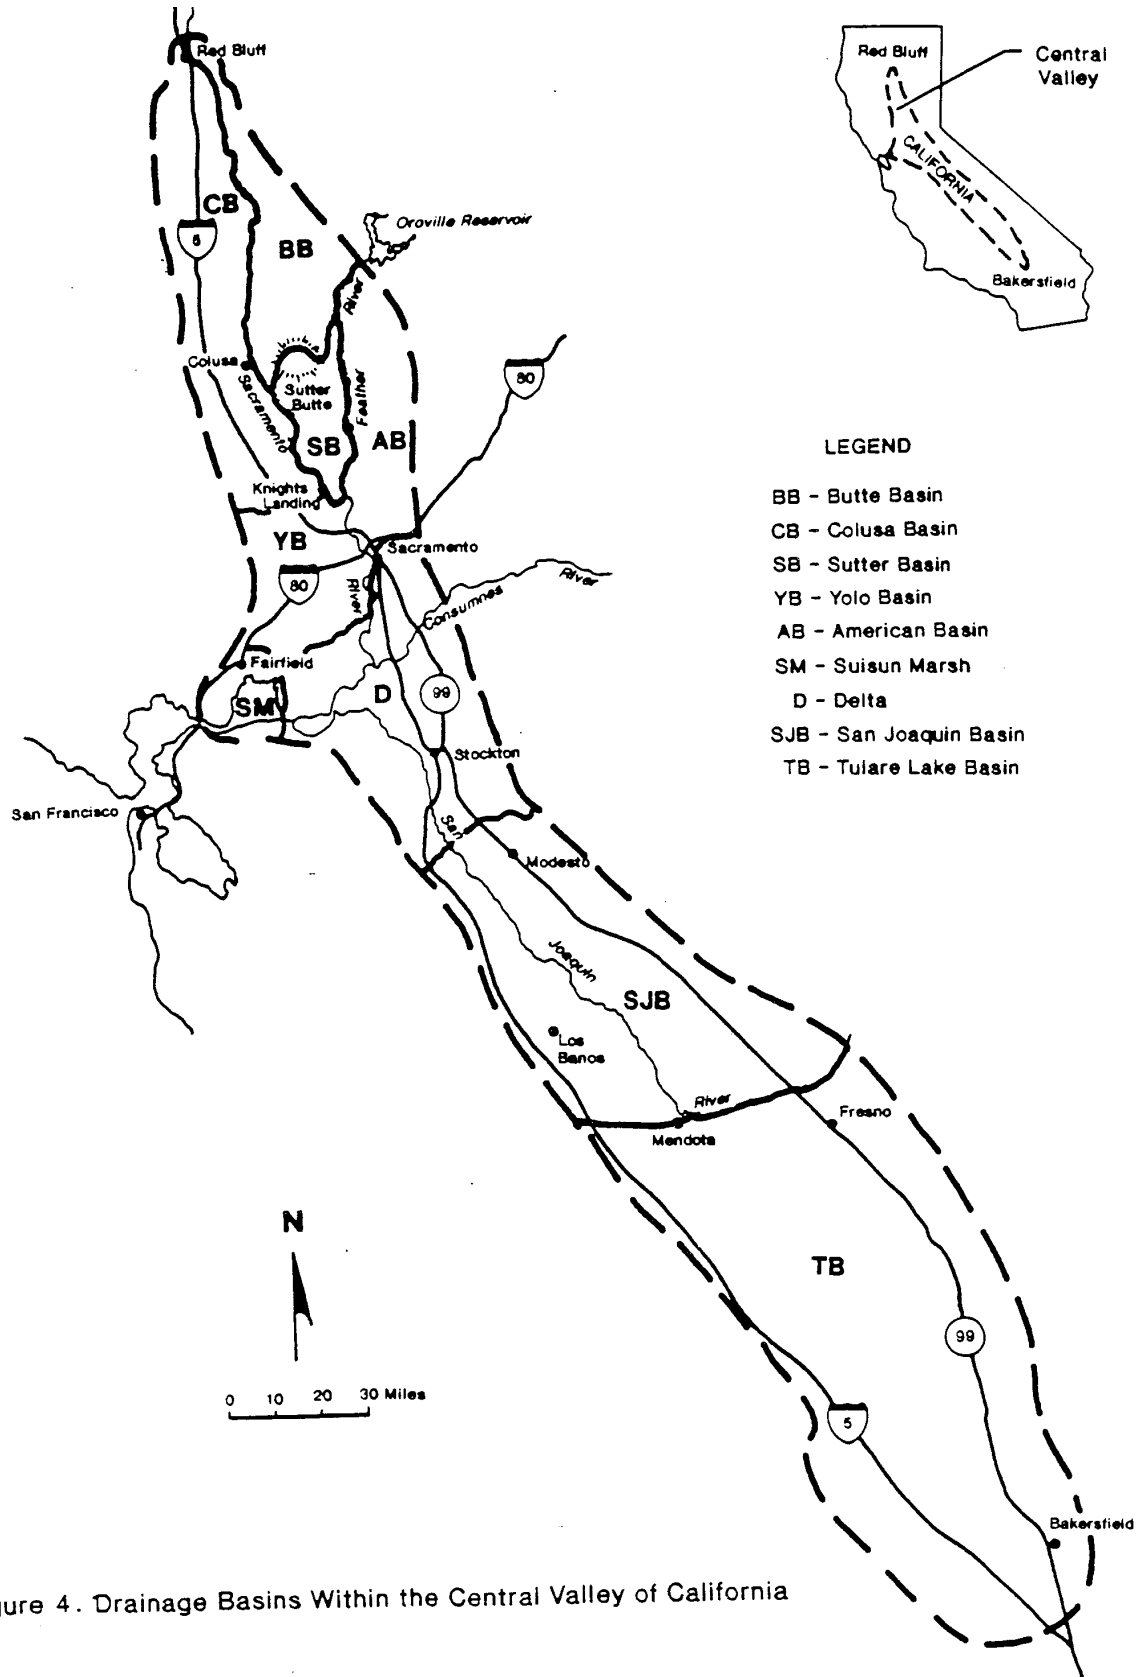 Red Bluff
Red Bluff
Central
Valley
CALIFORNIA
Bakersfield
CB
5
BB
Oroville Reservoir
River
Colusa
Sacramento
Sutter
Butte
Feather
SB
AB
80
Knights
Landing
YB
Sacramento
80
River
Consumnes
River
Fairfield
SM
D
99
Stockton
San Francisco
San
Modesto
Joaquin
SJB
Los
Banos
River
Mendota
Fresno
TB
99
5
Bakersfield
LEGEND
BB - Butte Basin
CB - Colusa Basin
SB - Sutter Basin
YB - Yolo Basin
AB - American Basin
SM - Suisun Marsh
D - Delta
SJB - San Joaquin Basin
TB - Tulare Lake Basin
N
0 10 20 30 Miles
gure 4. Drainage Basins Within the Central Valley of California